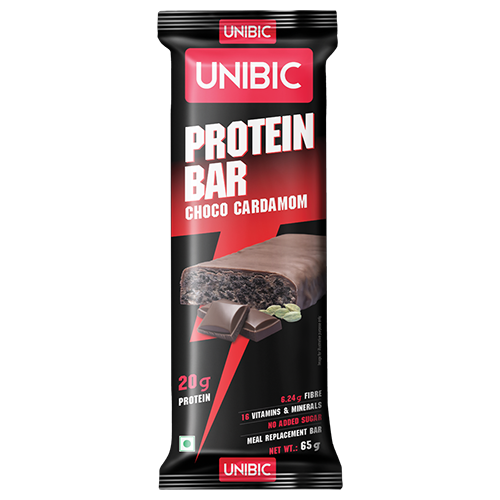 UNIBIC
UNIBIC
PROTEIN
BAR
CHOCO CARDAMOM
20g
PROTEIN
6.24g FIBRE
16 VITAMINS & MINERALS
NO ADDED SUGAR
MEAL REPLACEMENT BAR
NET WT.: 65g
UNIBIC